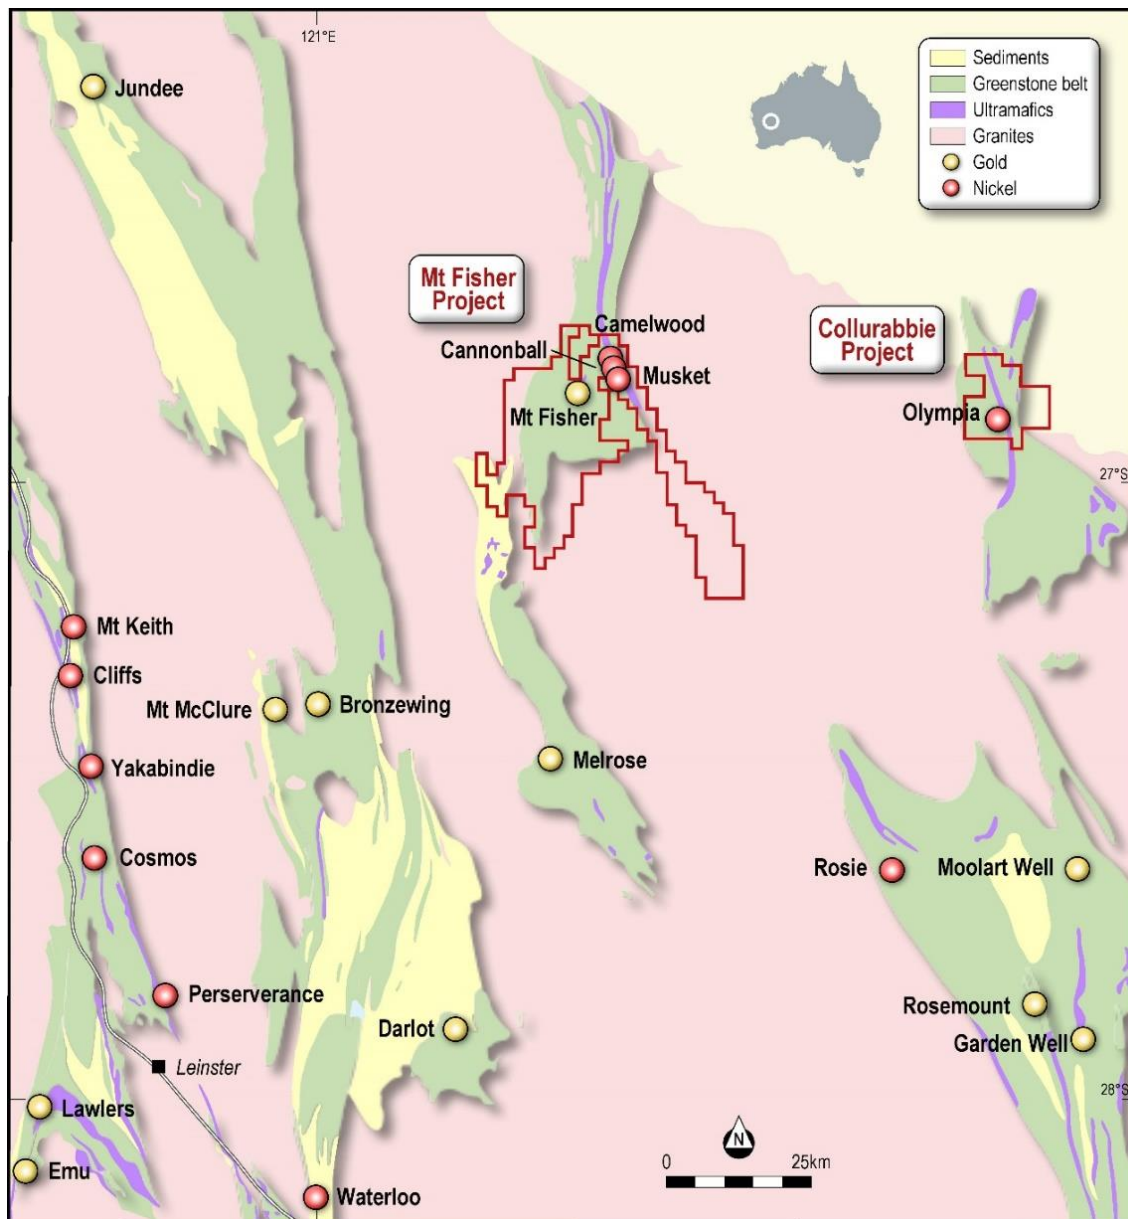 121°E
Sediments
Greenstone belt
Ultramafics
Granites
Gold
Nickel
Jundee
Mt Fisher
Project
Camelwood
Cannonball
Musket
Mt Fisher
Collurabbie
Project
Olympia
27°S
Mt Keith
Cliffs
Mt McClure
Bronzewing
Yakabindie
Melrose
Cosmos
Rosie
Moolart Well
Perserverance
Darlot
Rosemount
Garden Well
Leinster
Lawlers
28°S
N
0 25km
Emu
Waterloo